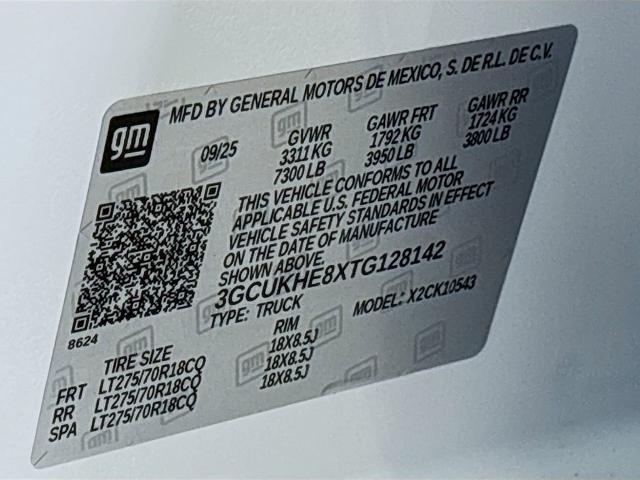 gm
MFD BY GENERAL MOTORS DE MEXICO, S. DE R.L. DE C.V.
09/25 GVWR GAWR FRT GAWR RR
3311 KG 1792 KG 1724 KG
7300 LB 3950 LB 3800 LB
THIS VEHICLE CONFORMS TO ALL
APPLICABLE U.S. FEDERAL MOTOR
VEHICLE SAFETY STANDARDS IN EFFECT
ON THE DATE OF MANUFACTURE
SHOWN ABOVE.
3GCUKHE8XTG128142
TYPE: TRUCK MODEL: X2CK10543
8624
TIRE SIZE RIM
FRT LT275/70R18CQ 18X8.5J
RR LT275/70R18CQ 18X8.5J
SPA LT275/70R18CQ 18X8.5J